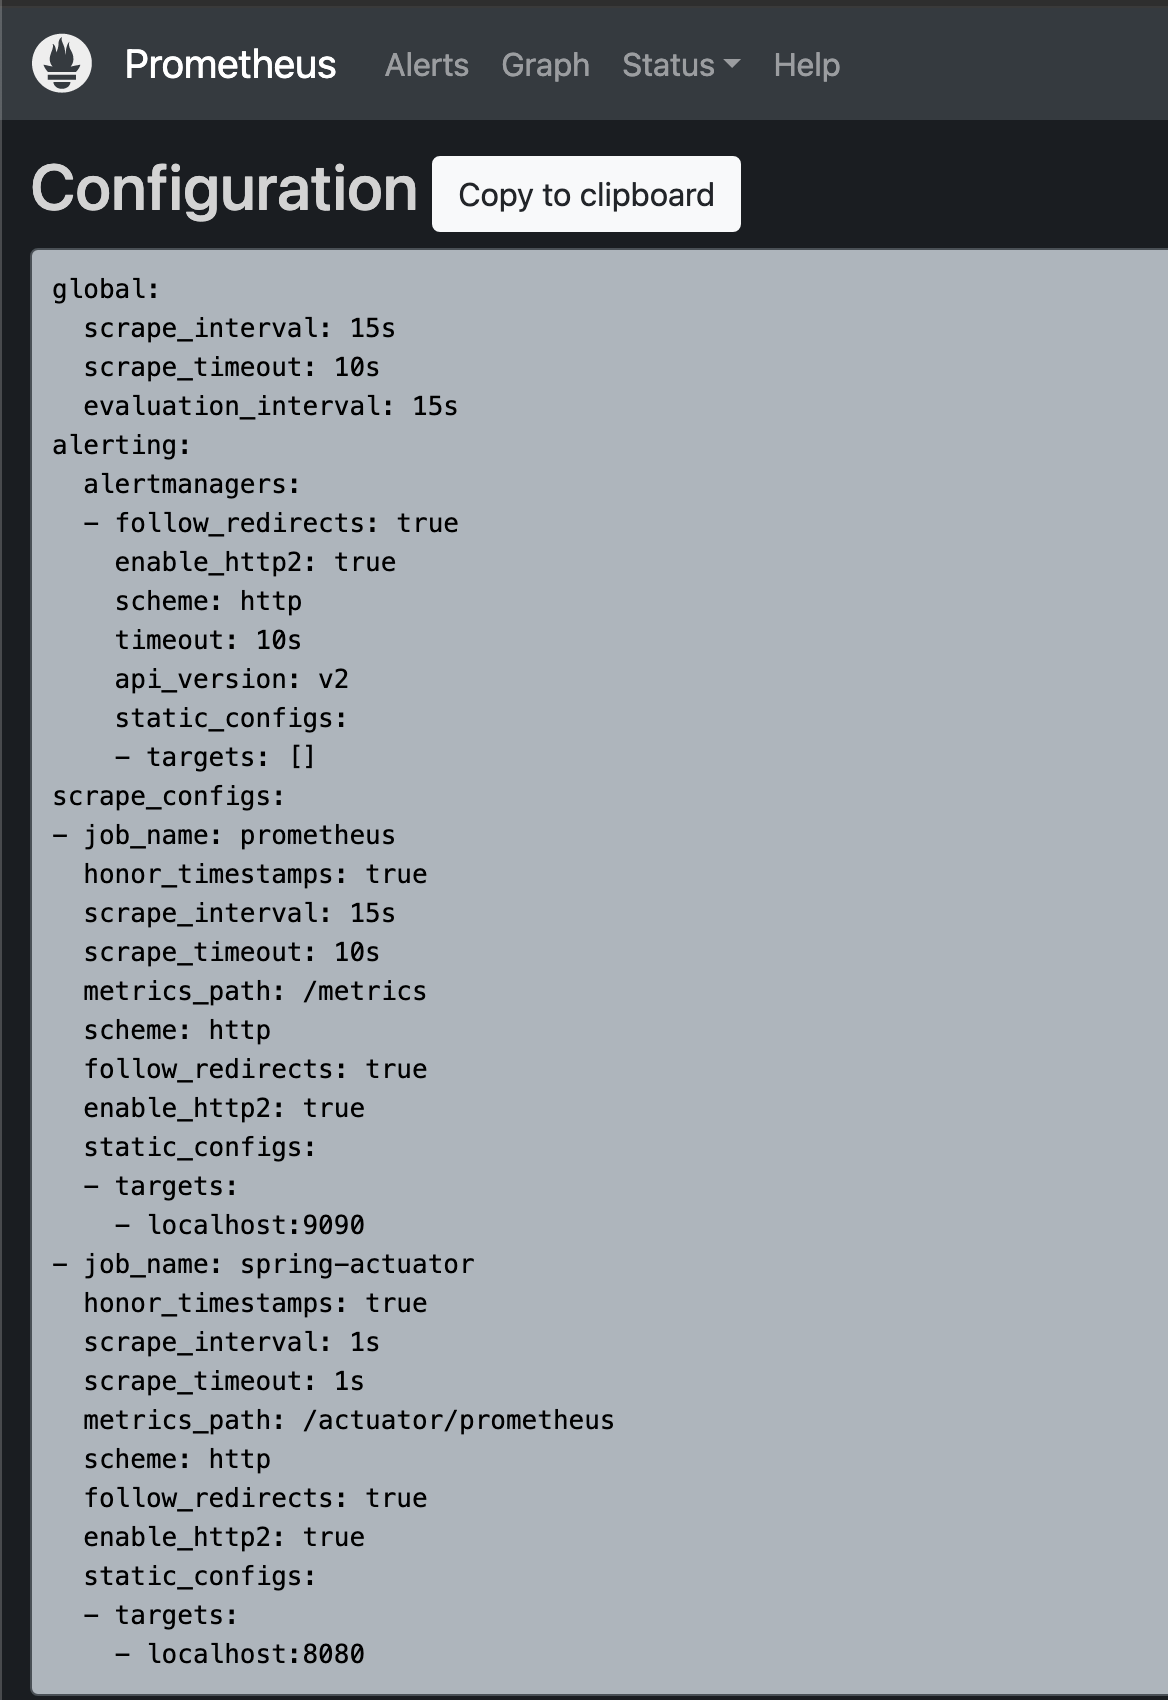 Prometheus Alerts Graph Status Help
Configuration Copy to clipboard
global:
  scrape_interval: 15s
  scrape_timeout: 10s
  evaluation_interval: 15s
alerting:
  alertmanagers:
  - follow_redirects: true
    enable_http2: true
    scheme: http
    timeout: 10s
    api_version: v2
    static_configs:
    - targets: []
scrape_configs:
- job_name: prometheus
  honor_timestamps: true
  scrape_interval: 15s
  scrape_timeout: 10s
  metrics_path: /metrics
  scheme: http
  follow_redirects: true
  enable_http2: true
  static_configs:
  - targets:
    - localhost:9090
- job_name: spring-actuator
  honor_timestamps: true
  scrape_interval: 1s
  scrape_timeout: 1s
  metrics_path: /actuator/prometheus
  scheme: http
  follow_redirects: true
  enable_http2: true
  static_configs:
  - targets:
    - localhost:8080